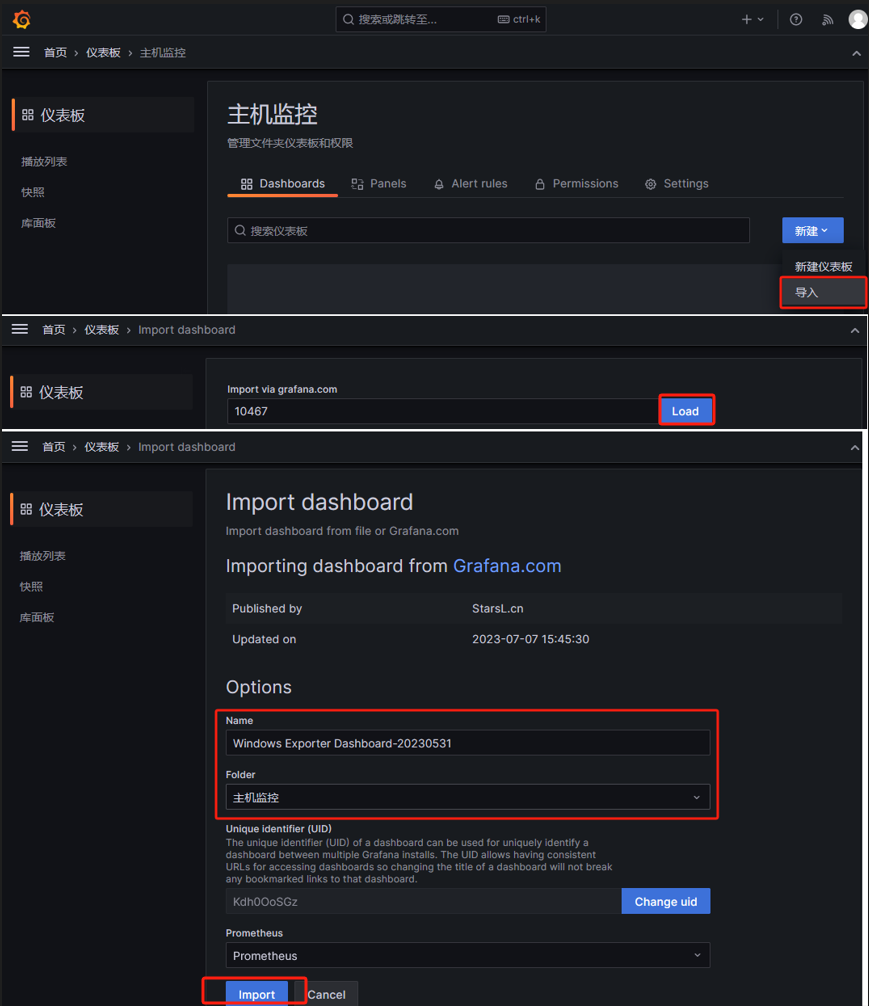 搜索或跳转至...
ctrl+k
首页 › 仪表板 › 主机监控
仪表板
播放列表
快照
库面板
主机监控
管理文件夹仪表板和权限
Dashboards
Panels
Alert rules
Permissions
Settings
搜索仪表板
新建
新建仪表板
导入
首页 › 仪表板 › Import dashboard
仪表板
Import via grafana.com
10467
Load
首页 › 仪表板 › Import dashboard
仪表板
播放列表
快照
库面板
Import dashboard
Import dashboard from file or Grafana.com
Importing dashboard from Grafana.com
Published by
StarsL.cn
Updated on
2023-07-07 15:45:30
Options
Name
Windows Exporter Dashboard-20230531
Folder
主机监控
Unique identifier (UID)
The unique identifier (UID) of a dashboard can be used for uniquely identify a
dashboard between multiple Grafana installs. The UID allows having consistent
URLs for accessing dashboards so changing the title of a dashboard will not break
any bookmarked links to that dashboard.
Kdh0OoSGz
Change uid
Prometheus
Prometheus
Import
Cancel